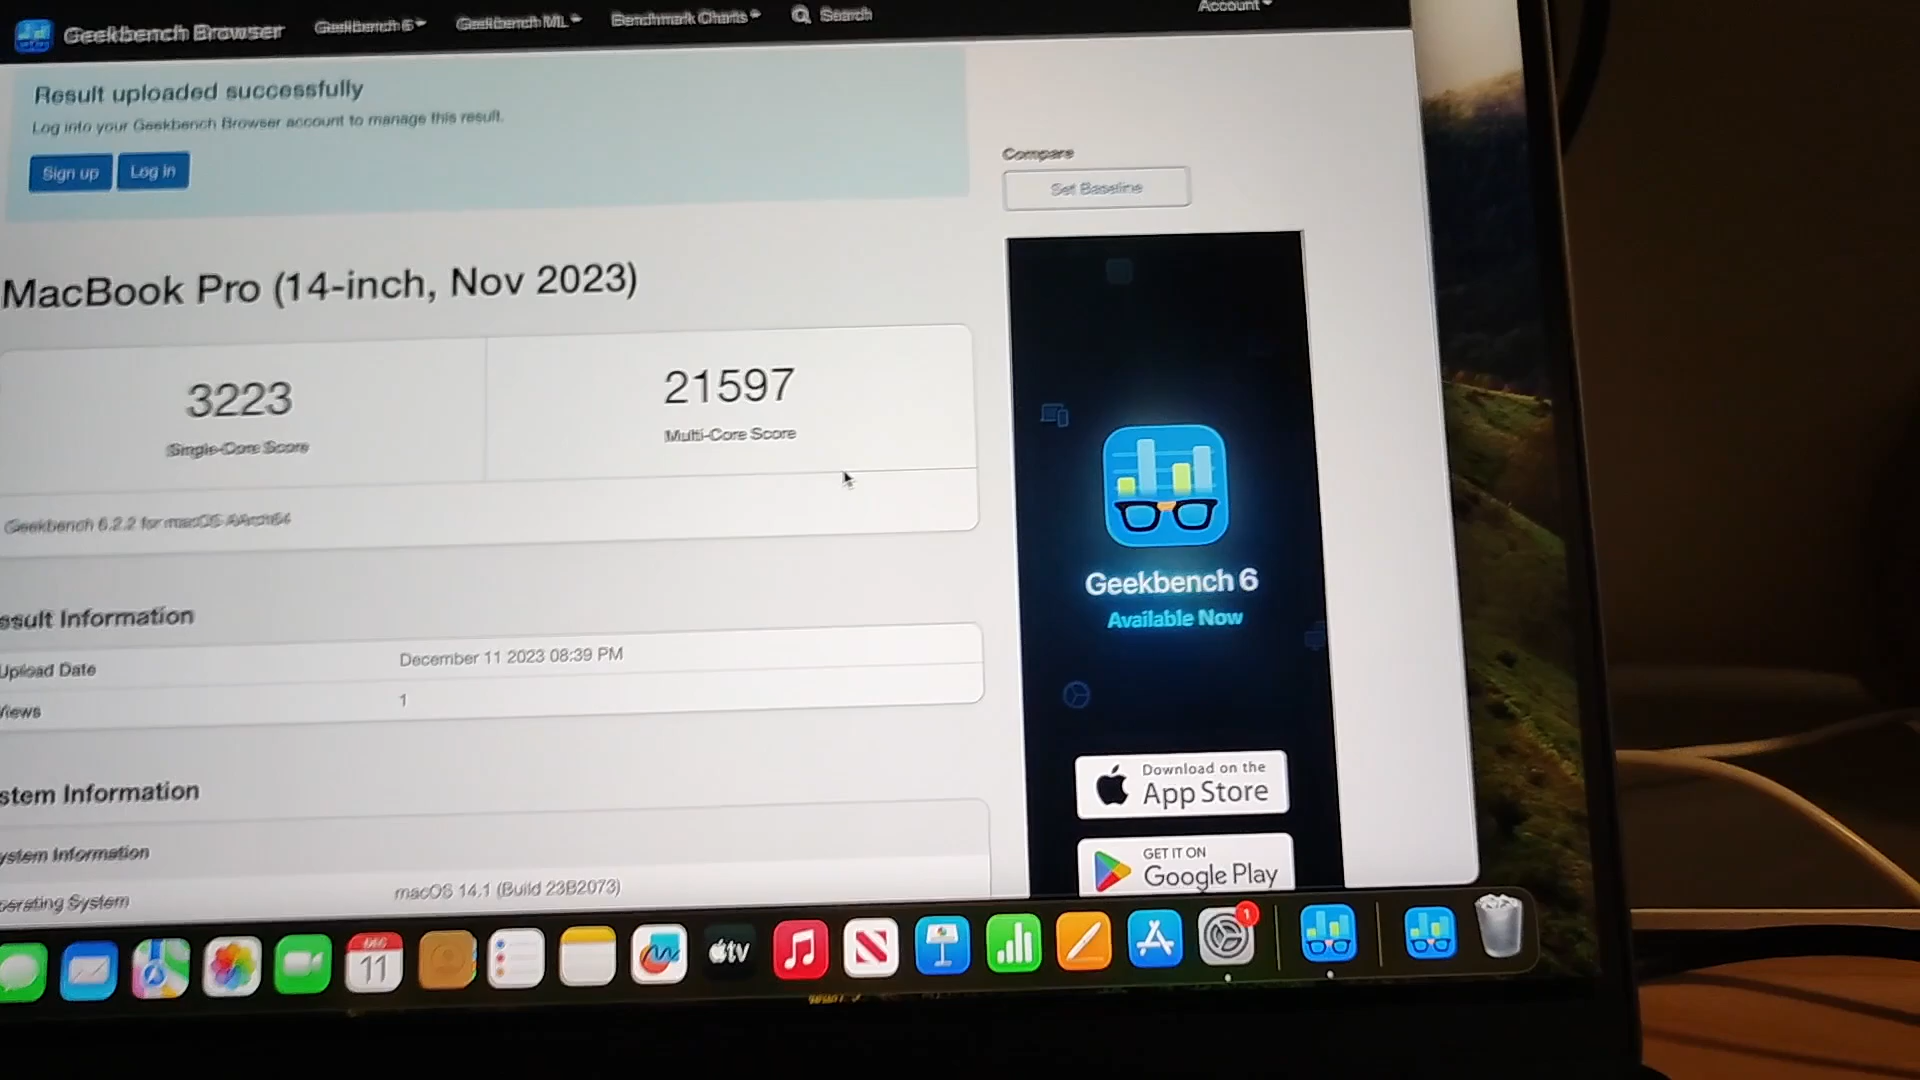 Geekbench Browser
Geekbench 6
Geekbench ML
Benchmark Charts
Search
Account
Result uploaded successfully
Log into your Geekbench Browser account to manage this result.
Sign up
Log in
Compare
Set Baseline
MacBook Pro (14-inch, Nov 2023)
3223
Single-Core Score
21597
Multi-Core Score
Geekbench 6.2.2 for macOS AArch64
esult Information
Upload Date
December 11 2023 08:39 PM
Views
1
stem Information
ystem Information
perating System
macOS 14.1 (Build 23B2073)
Geekbench 6
Available Now
Download on the
App Store
GET IT ON
Google Play
DEC
11
tv
1